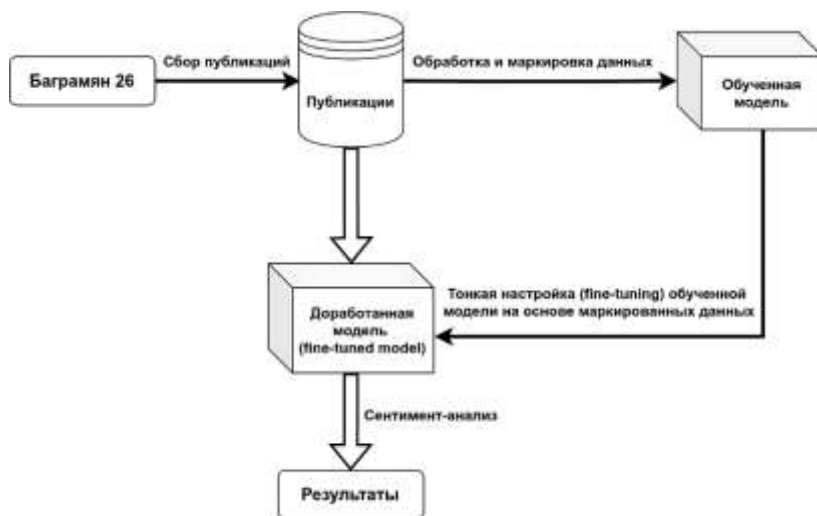 Сбор публикаций
Обработка и маркировка данных
Баграмян 26
Публикации
Обученная
модель
Тонкая настройка (fine-tuning) обученной
модели на основе маркированных данных
Доработанная
модель
(fine-tuned model)
Сентимент-анализ
Результаты